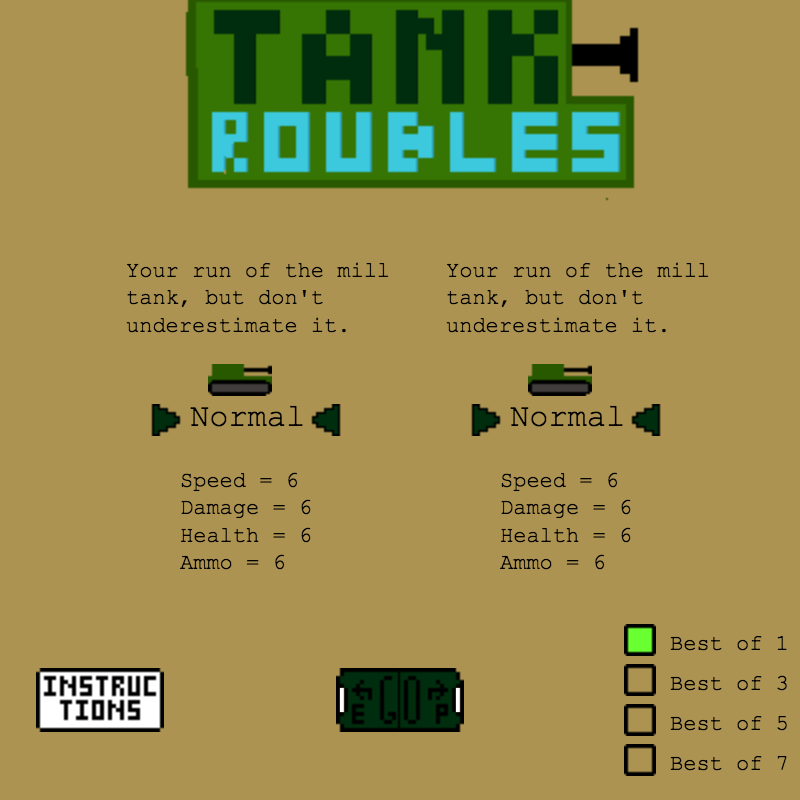 TANK
ROUBLES
Your run of the mill
tank, but don't
underestimate it.
Your run of the mill
tank, but don't
underestimate it.
Normal
Normal
Speed = 6
Damage = 6
Health = 6
Ammo = 6
Speed = 6
Damage = 6
Health = 6
Ammo = 6
INSTRUC
TIONS
GO
E P
Best of 1
Best of 3
Best of 5
Best of 7